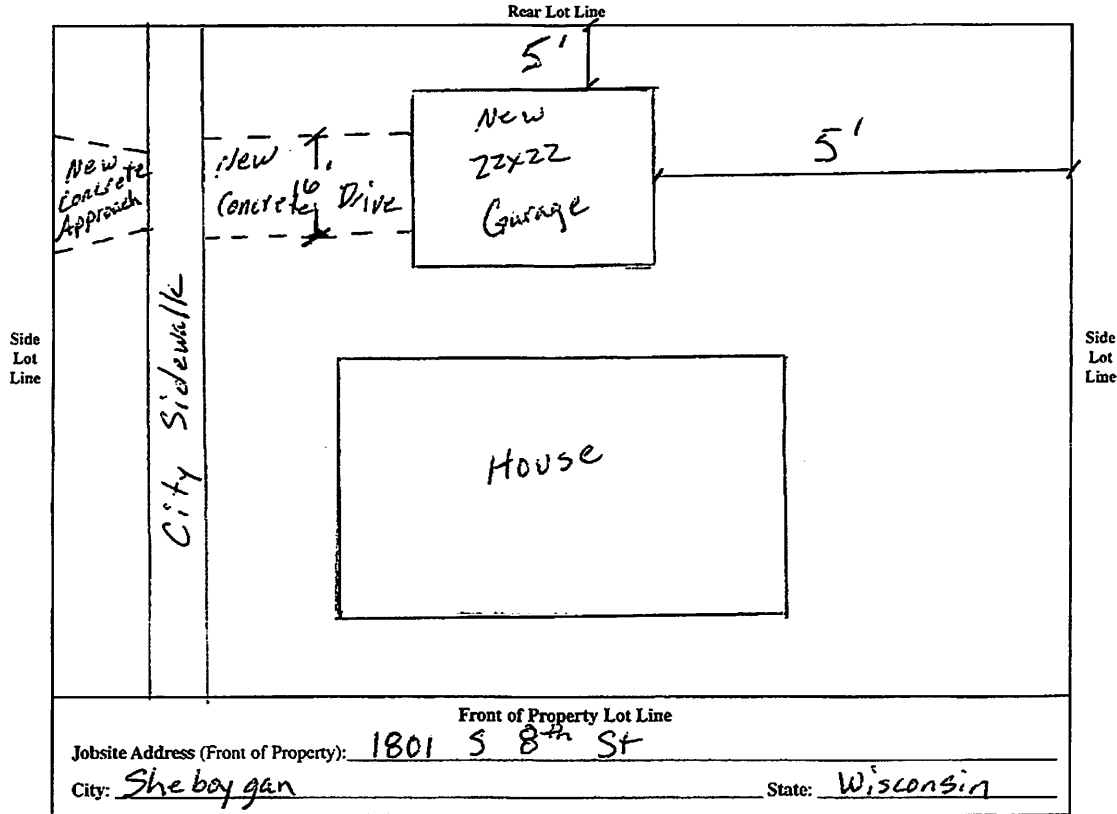 Rear Lot Line
5'
New
22x22
Garage
5'
New
Concrete
Approach
New
Concrete Drive
16'
City Sidewalk
Side
Lot
Line
Side
Lot
Line
House
Front of Property Lot Line
Jobsite Address (Front of Property): 1801 S 8th St
City: Sheboygan State: Wisconsin